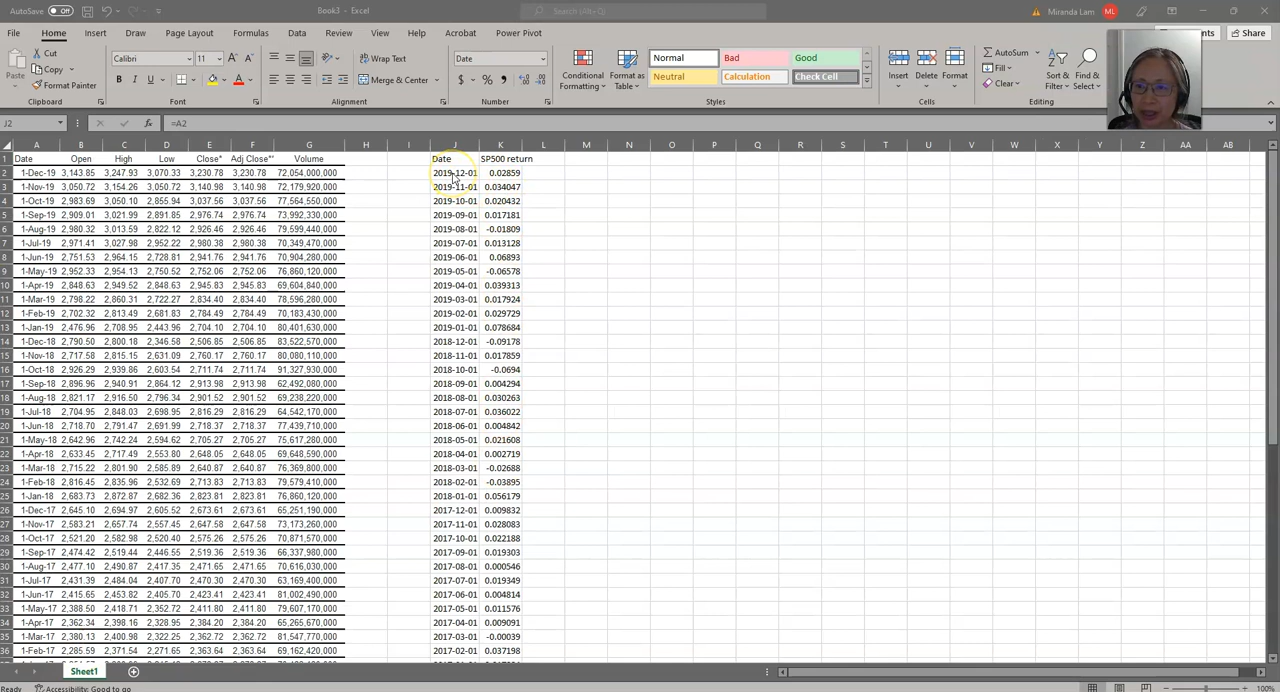 AutoSave Off Book3 - Excel Search (Alt+Q) Miranda Lam ML
File Home Insert Draw Page Layout Formulas Data Review View Help Acrobat Power Pivot Share
Paste Cut Copy Format Painter Clipboard
Calibri 11 Font
Wrap Text Merge & Center Alignment
Date Number
Conditional Formatting Format as Table Normal Bad Good Neutral Calculation Check Cell Styles
Insert Delete Format Cells
AutoSum Fill Clear Sort & Filter Find & Select Editing
J2 fx =A2
A B C D E F G H I J K L M N O P Q R S T U V W X Y Z AA AB
1 Date Open High Low Close* Adj Close** Volume Date SP500 return
2 1-Dec-19 3,143.85 3,247.93 3,070.33 3,230.78 3,230.78 72,054,000,000 2019-12-01 0.02859
3 1-Nov-19 3,050.72 3,154.26 3,050.72 3,140.98 3,140.98 72,179,920,000 2019-11-01 0.034047
4 1-Oct-19 2,983.69 3,050.10 2,855.94 3,037.56 3,037.56 77,564,550,000 2019-10-01 0.020432
5 1-Sep-19 2,909.01 3,021.99 2,891.85 2,976.74 2,976.74 73,992,330,000 2019-09-01 0.017181
6 1-Aug-19 2,980.32 3,013.59 2,822.12 2,926.46 2,926.46 79,599,440,000 2019-08-01 -0.01809
7 1-Jul-19 2,971.41 3,027.98 2,952.22 2,980.38 2,980.38 70,349,470,000 2019-07-01 0.013128
8 1-Jun-19 2,751.53 2,964.15 2,728.81 2,941.76 2,941.76 70,904,280,000 2019-06-01 0.06893
9 1-May-19 2,952.33 2,954.13 2,750.52 2,752.06 2,752.06 76,860,120,000 2019-05-01 -0.06578
10 1-Apr-19 2,848.63 2,949.52 2,848.63 2,945.83 2,945.83 69,604,840,000 2019-04-01 0.039313
11 1-Mar-19 2,798.22 2,860.31 2,722.27 2,834.40 2,834.40 78,596,280,000 2019-03-01 0.017924
12 1-Feb-19 2,702.32 2,813.49 2,681.83 2,784.49 2,784.49 70,183,430,000 2019-02-01 0.029729
13 1-Jan-19 2,476.96 2,708.95 2,443.96 2,704.10 2,704.10 80,401,630,000 2019-01-01 0.078684
14 1-Dec-18 2,790.50 2,800.18 2,346.58 2,506.85 2,506.85 83,522,570,000 2018-12-01 -0.09178
15 1-Nov-18 2,717.58 2,815.15 2,631.09 2,760.17 2,760.17 80,080,110,000 2018-11-01 0.017859
16 1-Oct-18 2,926.29 2,939.86 2,603.54 2,711.74 2,711.74 91,327,930,000 2018-10-01 -0.0694
17 1-Sep-18 2,896.96 2,940.91 2,864.12 2,913.98 2,913.98 62,492,080,000 2018-09-01 0.004294
18 1-Aug-18 2,821.17 2,916.50 2,796.34 2,901.52 2,901.52 69,238,220,000 2018-08-01 0.030263
19 1-Jul-18 2,704.95 2,848.03 2,698.95 2,816.29 2,816.29 64,542,170,000 2018-07-01 0.036022
20 1-Jun-18 2,718.70 2,791.47 2,691.99 2,718.37 2,718.37 77,439,710,000 2018-06-01 0.004842
21 1-May-18 2,642.96 2,742.24 2,594.62 2,705.27 2,705.27 75,617,280,000 2018-05-01 0.021608
22 1-Apr-18 2,633.45 2,717.49 2,553.80 2,648.05 2,648.05 69,648,590,000 2018-04-01 0.002719
23 1-Mar-18 2,715.22 2,801.90 2,585.89 2,640.87 2,640.87 76,369,800,000 2018-03-01 -0.02688
24 1-Feb-18 2,816.45 2,835.96 2,532.69 2,713.83 2,713.83 79,579,410,000 2018-02-01 -0.03895
25 1-Jan-18 2,683.73 2,872.87 2,682.36 2,823.81 2,823.81 76,860,120,000 2018-01-01 0.056179
26 1-Dec-17 2,645.10 2,694.97 2,605.52 2,673.61 2,673.61 65,251,190,000 2017-12-01 0.009832
27 1-Nov-17 2,583.21 2,657.74 2,557.45 2,647.58 2,647.58 73,173,260,000 2017-11-01 0.028083
28 1-Oct-17 2,521.20 2,582.98 2,520.40 2,575.26 2,575.26 70,871,570,000 2017-10-01 0.022188
29 1-Sep-17 2,474.42 2,519.44 2,446.55 2,519.36 2,519.36 66,337,980,000 2017-09-01 0.019303
30 1-Aug-17 2,477.10 2,490.87 2,417.35 2,471.65 2,471.65 70,616,030,000 2017-08-01 0.000546
31 1-Jul-17 2,431.39 2,484.04 2,407.70 2,470.30 2,470.30 63,169,400,000 2017-07-01 0.019349
32 1-Jun-17 2,415.65 2,453.82 2,405.70 2,423.41 2,423.41 81,002,490,000 2017-06-01 0.004814
33 1-May-17 2,388.50 2,418.71 2,352.72 2,411.80 2,411.80 79,607,170,000 2017-05-01 0.011576
34 1-Apr-17 2,362.34 2,398.16 2,328.95 2,384.20 2,384.20 65,265,670,000 2017-04-01 0.009091
35 1-Mar-17 2,380.13 2,400.98 2,322.25 2,362.72 2,362.72 81,547,770,000 2017-03-01 -0.00039
36 1-Feb-17 2,285.59 2,371.54 2,271.65 2,363.64 2,363.64 69,162,420,000 2017-02-01 0.037198
Sheet1
Ready Accessibility: Good to go 100%